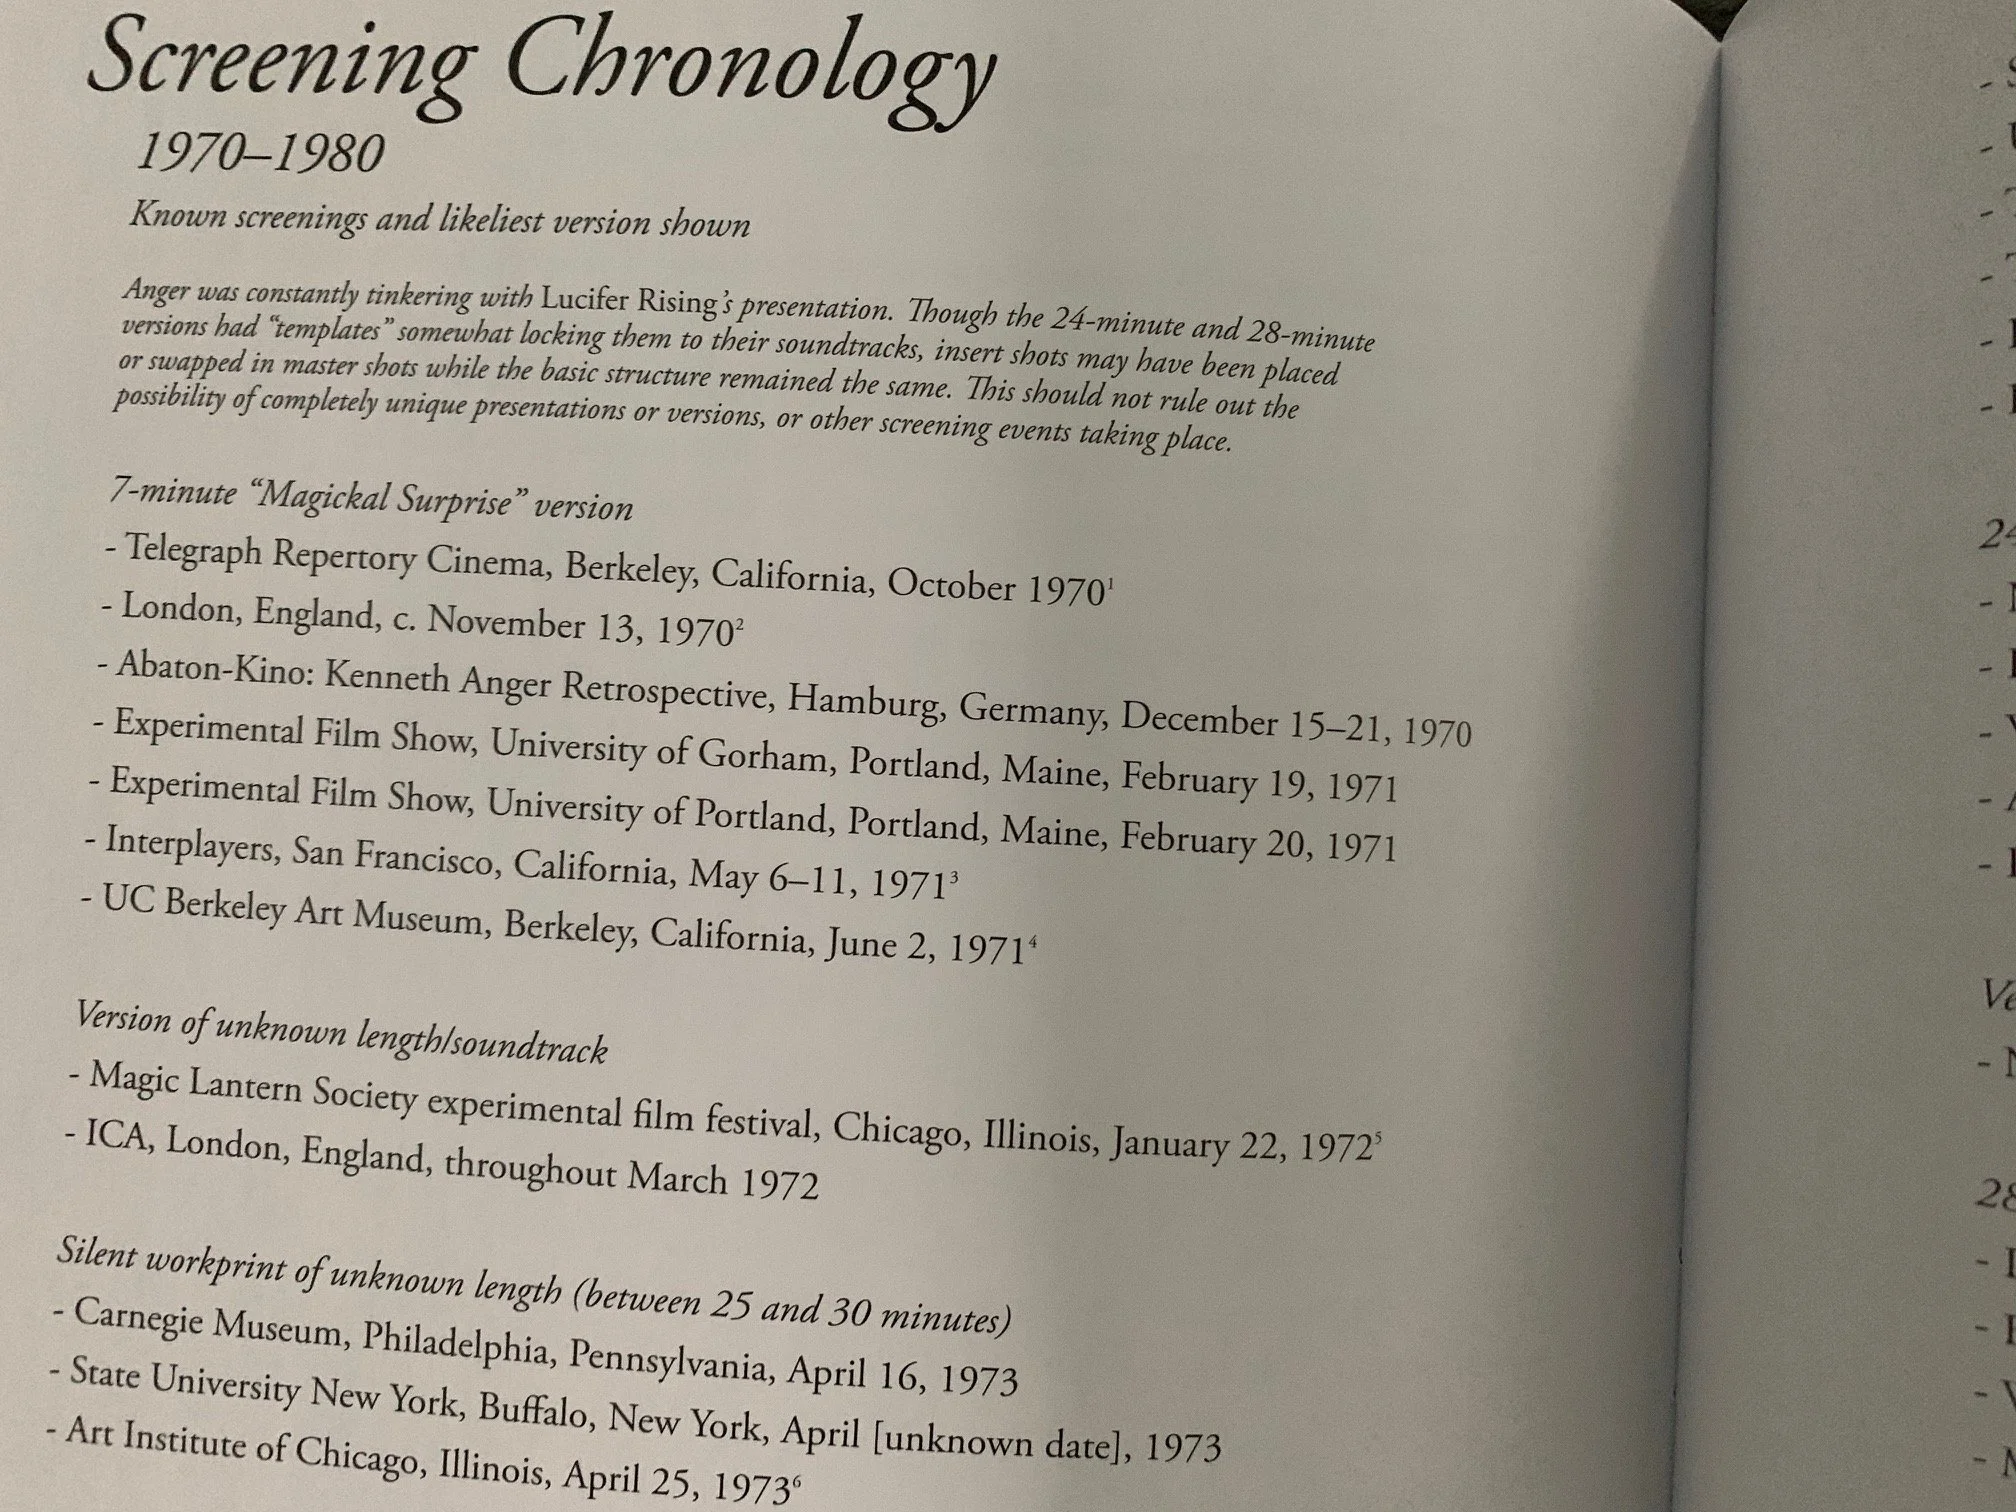 Screening Chronology
1970–1980
Known screenings and likeliest version shown
Anger was constantly tinkering with Lucifer Rising's presentation. Though the 24-minute and 28-minute
versions had “templates” somewhat locking them to their soundtracks, insert shots may have been placed
or swapped in master shots while the basic structure remained the same. This should not rule out the
possibility of completely unique presentations or versions, or other screening events taking place.
7-minute “Magickal Surprise” version
- Telegraph Repertory Cinema, Berkeley, California, October 1970¹
- London, England, c. November 13, 1970²
- Abaton-Kino: Kenneth Anger Retrospective, Hamburg, Germany, December 15–21, 1970
- Experimental Film Show, University of Gorham, Portland, Maine, February 19, 1971
- Experimental Film Show, University of Portland, Portland, Maine, February 20, 1971
- Interplayers, San Francisco, California, May 6–11, 1971³
- UC Berkeley Art Museum, Berkeley, California, June 2, 1971⁴
Version of unknown length/soundtrack
- Magic Lantern Society experimental film festival, Chicago, Illinois, January 22, 1972⁵
- ICA, London, England, throughout March 1972
Silent workprint of unknown length (between 25 and 30 minutes)
- Carnegie Museum, Philadelphia, Pennsylvania, April 16, 1973
- State University New York, Buffalo, New York, April [unknown date], 1973
- Art Institute of Chicago, Illinois, April 25, 1973⁶